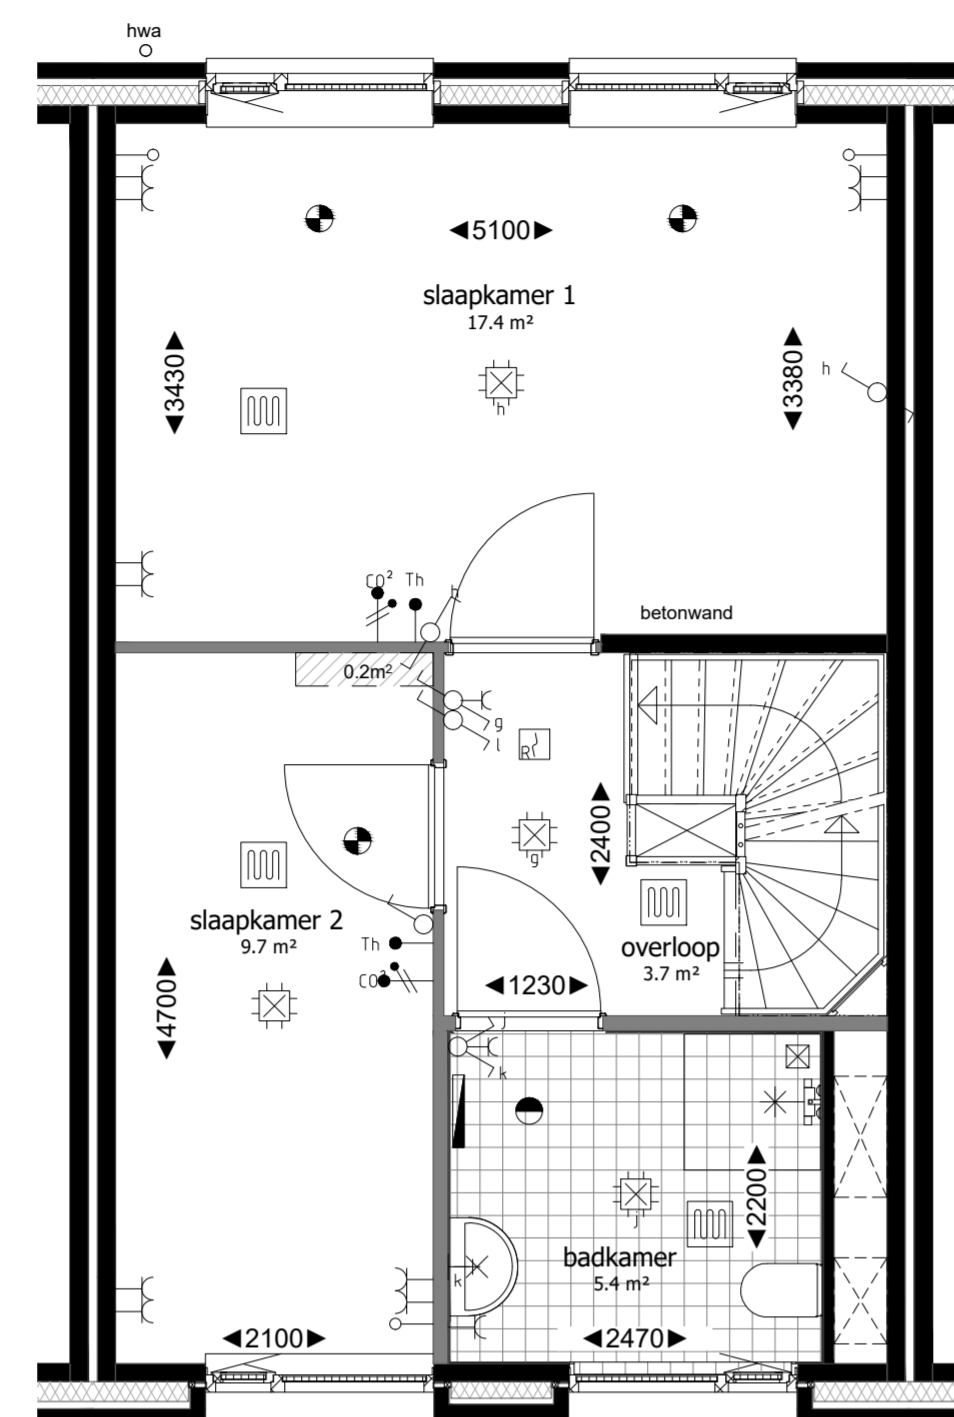 hwa
◄5100►
slaapkamer 1
17.4 m²
◄3430►
◄3380►
h
h
CO²
Th
h
betonwand
0.2m²
g
l
R
g
◄2400►
slaapkamer 2
9.7 m²
overloop
3.7 m²
Th
CO²
◄1230►
◄4700►
j
k
◄2200►
j
badkamer
5.4 m²
k
◄2100►
◄2470►